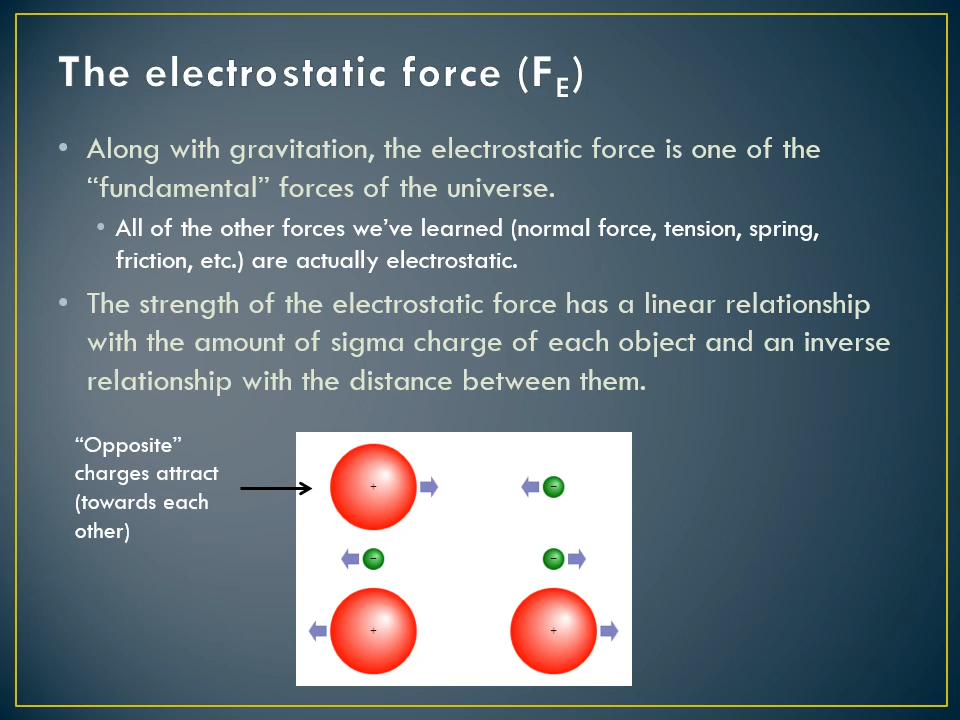 The electrostatic force (FE)
• Along with gravitation, the electrostatic force is one of the
“fundamental” forces of the universe.
• All of the other forces we’ve learned (normal force, tension, spring,
friction, etc.) are actually electrostatic.
• The strength of the electrostatic force has a linear relationship
with the amount of sigma charge of each object and an inverse
relationship with the distance between them.
“Opposite”
charges attract
(towards each
other)
+ −
− −
+ +